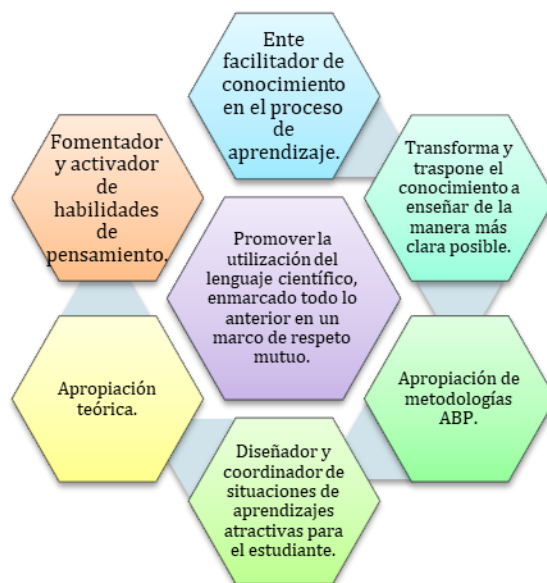 Ente
facilitador de
conocimiento
en el proceso
de
aprendizaje.
Transforma y
traspone el
conocimiento a
enseñar de la
manera más
clara posible.
Apropiación de
metodologías
ABP.
Diseñador y
coordinador de
situaciones de
aprendizajes
atractivas para
el estudiante.
Apropiación
teórica.
Fomentador
y activador
de
habilidades
de
pensamiento.
Promover la
utilización del
lenguaje científico,
enmarcado todo lo
anterior en un
marco de respeto
mutuo.